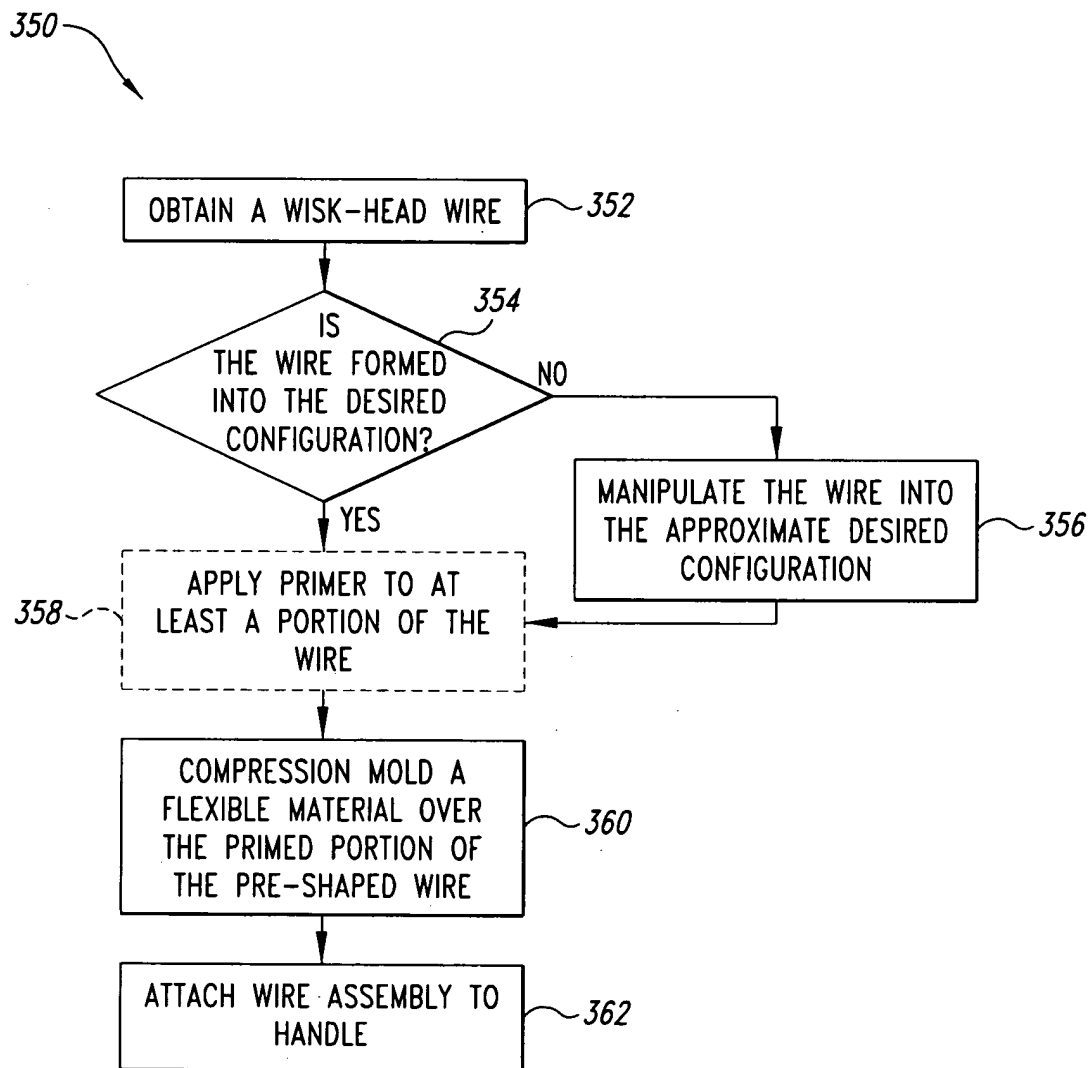 350
OBTAIN A WISK-HEAD WIRE
352
354
IS
THE WIRE FORMED
INTO THE DESIRED
CONFIGURATION?
NO
YES
MANIPULATE THE WIRE INTO
THE APPROXIMATE DESIRED
CONFIGURATION
356
358
APPLY PRIMER TO AT
LEAST A PORTION OF THE
WIRE
COMPRESSION MOLD A
FLEXIBLE MATERIAL OVER
THE PRIMED PORTION OF
THE PRE-SHAPED WIRE
360
ATTACH WIRE ASSEMBLY TO
HANDLE
362